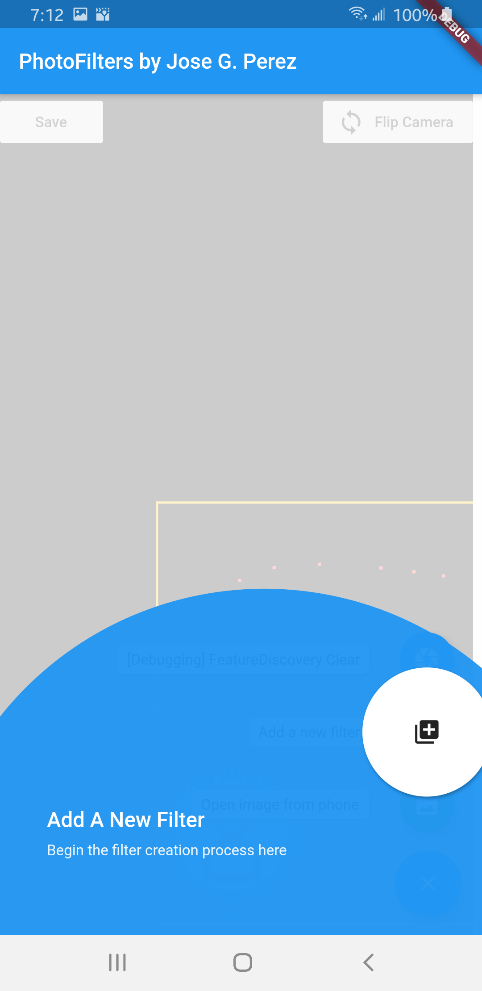 7:12
100%
DEBUG
PhotoFilters by Jose G. Perez
Save
Flip Camera
[Debugging] FeatureDiscovery Clear
Add a new filter
Open image from phone
Add A New Filter
Begin the filter creation process here